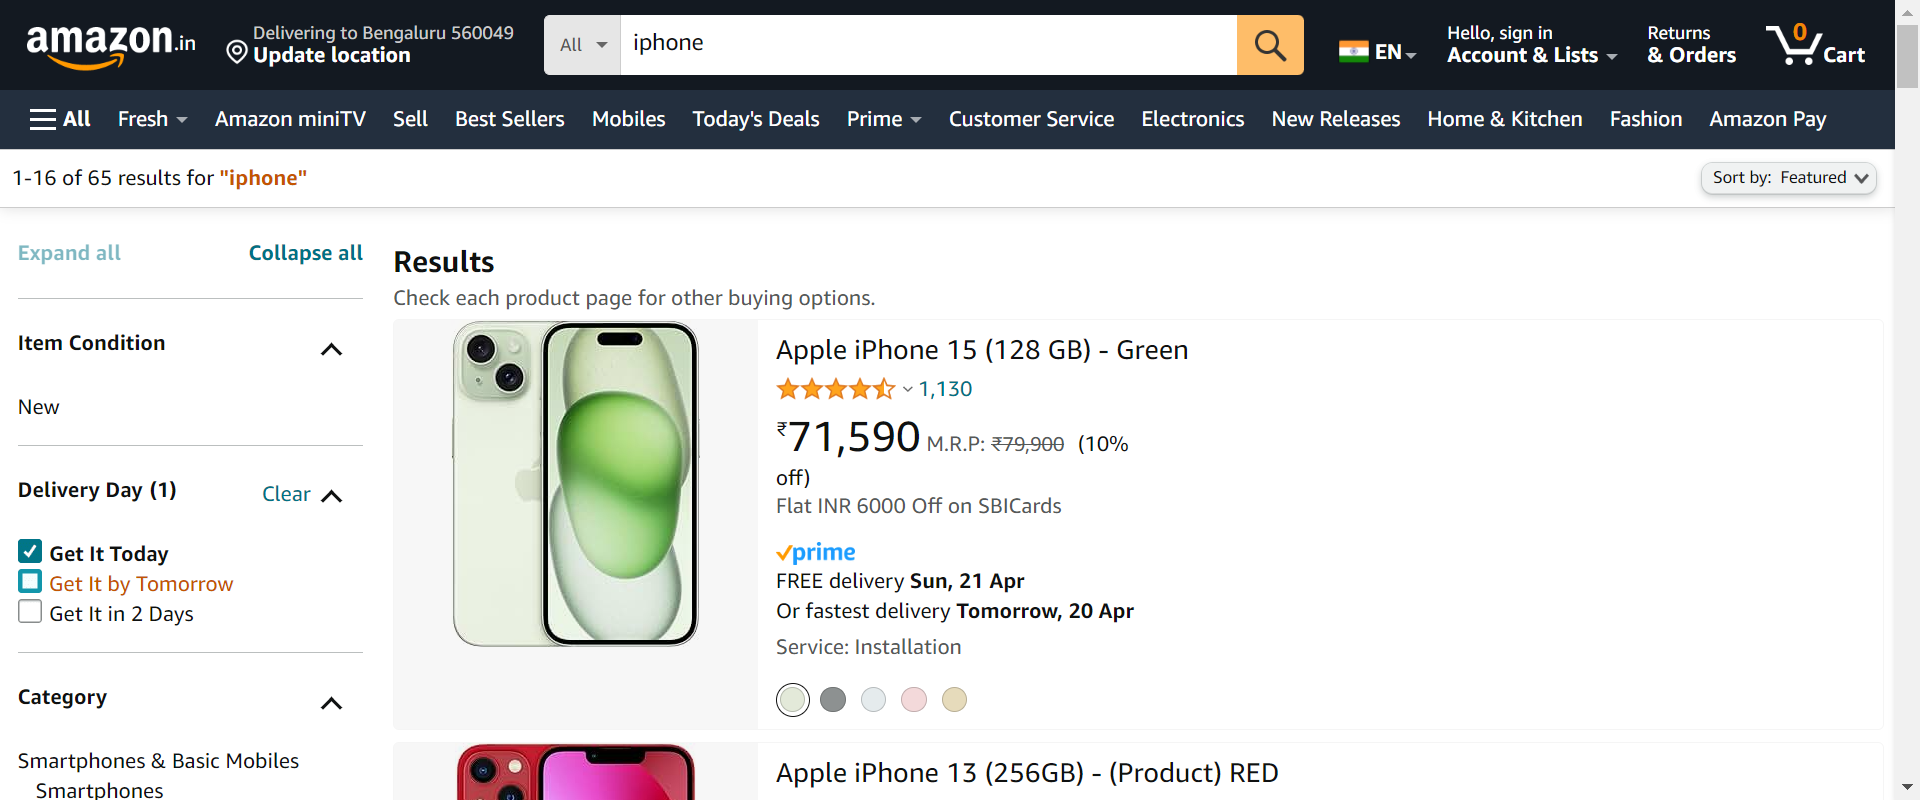 amazon.in
Delivering to Bengaluru 560049
Update location
All
iphone
EN
Hello, sign in
Account & Lists
Returns
& Orders
0
Cart
All
Fresh
Amazon miniTV
Sell
Best Sellers
Mobiles
Today's Deals
Prime
Customer Service
Electronics
New Releases
Home & Kitchen
Fashion
Amazon Pay
1-16 of 65 results for "iphone"
Sort by: Featured
Expand all
Collapse all
Item Condition
New
Delivery Day (1)
Clear
Get It Today
Get It by Tomorrow
Get It in 2 Days
Category
Smartphones & Basic Mobiles
Smartphones
Results
Check each product page for other buying options.
Apple iPhone 15 (128 GB) - Green
1,130
₹71,590 M.R.P: ₹79,900 (10%
off)
Flat INR 6000 Off on SBICards
prime
FREE delivery Sun, 21 Apr
Or fastest delivery Tomorrow, 20 Apr
Service: Installation
Apple iPhone 13 (256GB) - (Product) RED